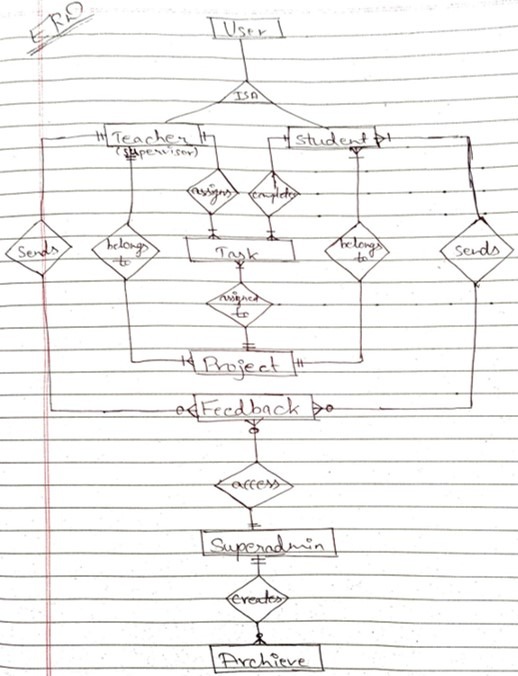 ERD
User
ISA
Teacher
(Supervisor)
Student
assigns
completes
Sends
belongs
to
Task
belongs
to
Sends
assigned
to
Project
Feedback
access
Superadmin
creates
Archieve